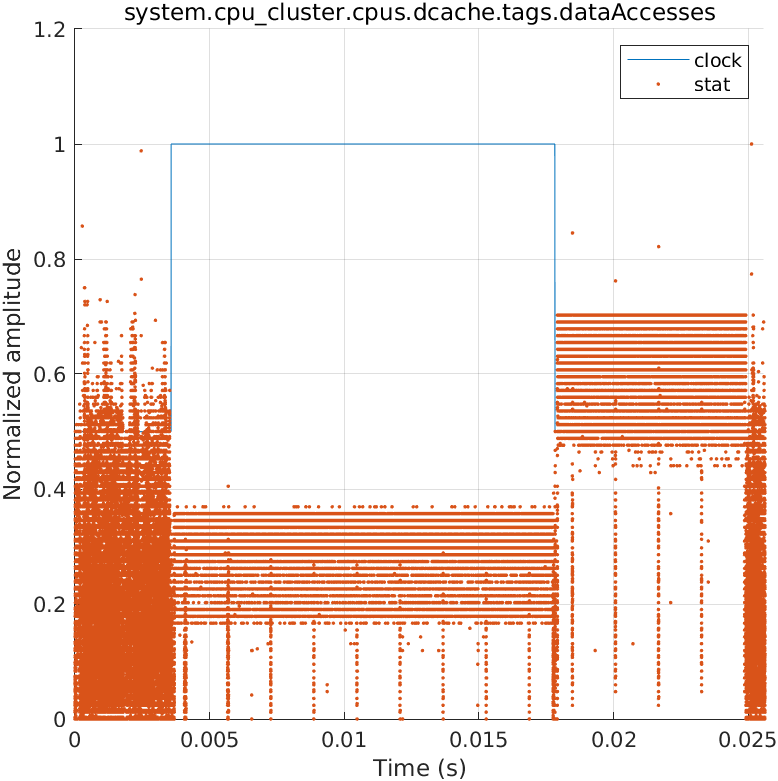 system.cpu_cluster.cpus.dcache.tags.dataAccesses
1.2
1
0.8
0.6
0.4
0.2
0
Normalized amplitude
clock
stat
0 0.005 0.01 0.015 0.02 0.025
Time (s)